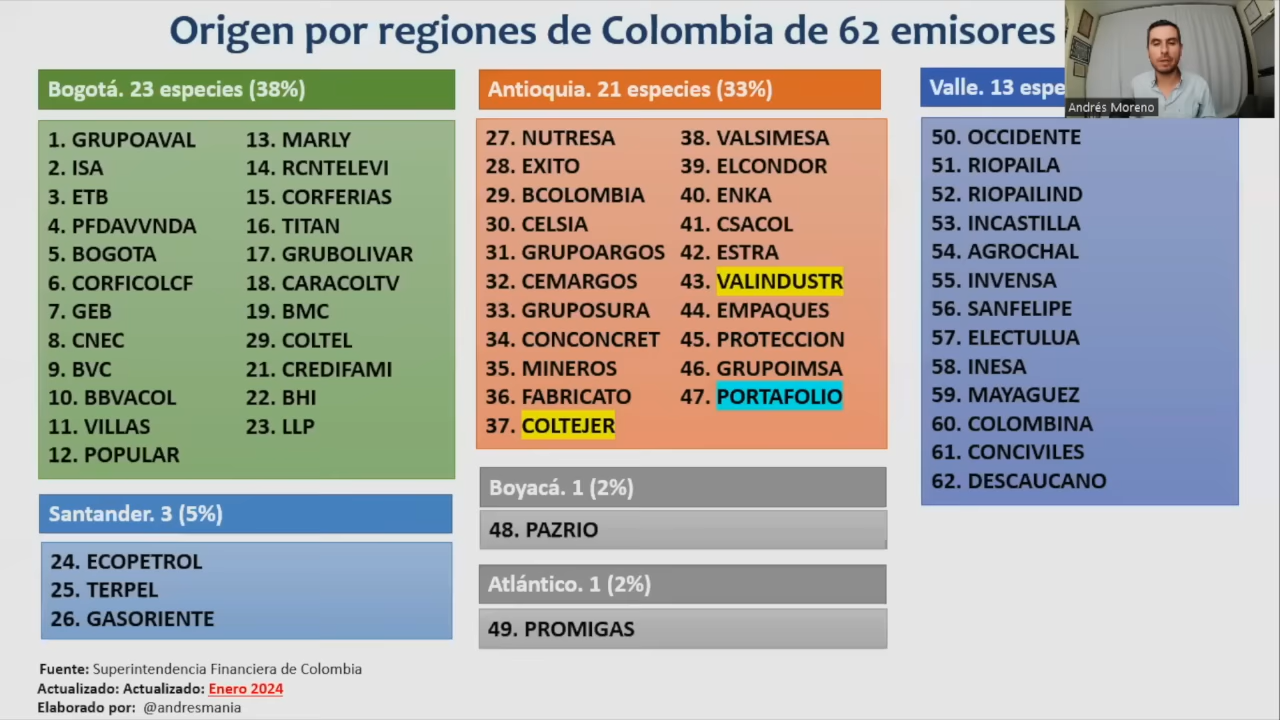 Origen por regiones de Colombia de 62 emisores
Andrés Moreno
Bogotá. 23 especies (38%)
1. GRUPOAVAL
2. ISA
3. ETB
4. PFDAVVNDA
5. BOGOTA
6. CORFICOLCF
7. GEB
8. CNEC
9. BVC
10. BBVACOL
11. VILLAS
12. POPULAR
13. MARLY
14. RCNTELEVI
15. CORFERIAS
16. TITAN
17. GRUBOLIVAR
18. CARACOLTV
19. BMC
29. COLTEL
21. CREDIFAMI
22. BHI
23. LLP
Santander. 3 (5%)
24. ECOPETROL
25. TERPEL
26. GASORIENTE
Antioquia. 21 especies (33%)
27. NUTRESA
28. EXITO
29. BCOLOMBIA
30. CELSIA
31. GRUPOARGOS
32. CEMARGOS
33. GRUPOSURA
34. CONCONCRET
35. MINEROS
36. FABRICATO
37. COLTEJER
38. VALSIMESA
39. ELCONDOR
40. ENKA
41. CSACOL
42. ESTRA
43. VALINDUSTR
44. EMPAQUES
45. PROTECCION
46. GRUPOIMSA
47. PORTAFOLIO
Boyacá. 1 (2%)
48. PAZRIO
Atlántico. 1 (2%)
49. PROMIGAS
Valle. 13 espe
50. OCCIDENTE
51. RIOPAILA
52. RIOPAILIND
53. INCASTILLA
54. AGROCHAL
55. INVENSA
56. SANFELIPE
57. ELECTULUA
58. INESA
59. MAYAGUEZ
60. COLOMBINA
61. CONCIVILES
62. DESCAUCANO
Fuente: Superintendencia Financiera de Colombia
Actualizado: Actualizado: Enero 2024
Elaborado por: @andresmania